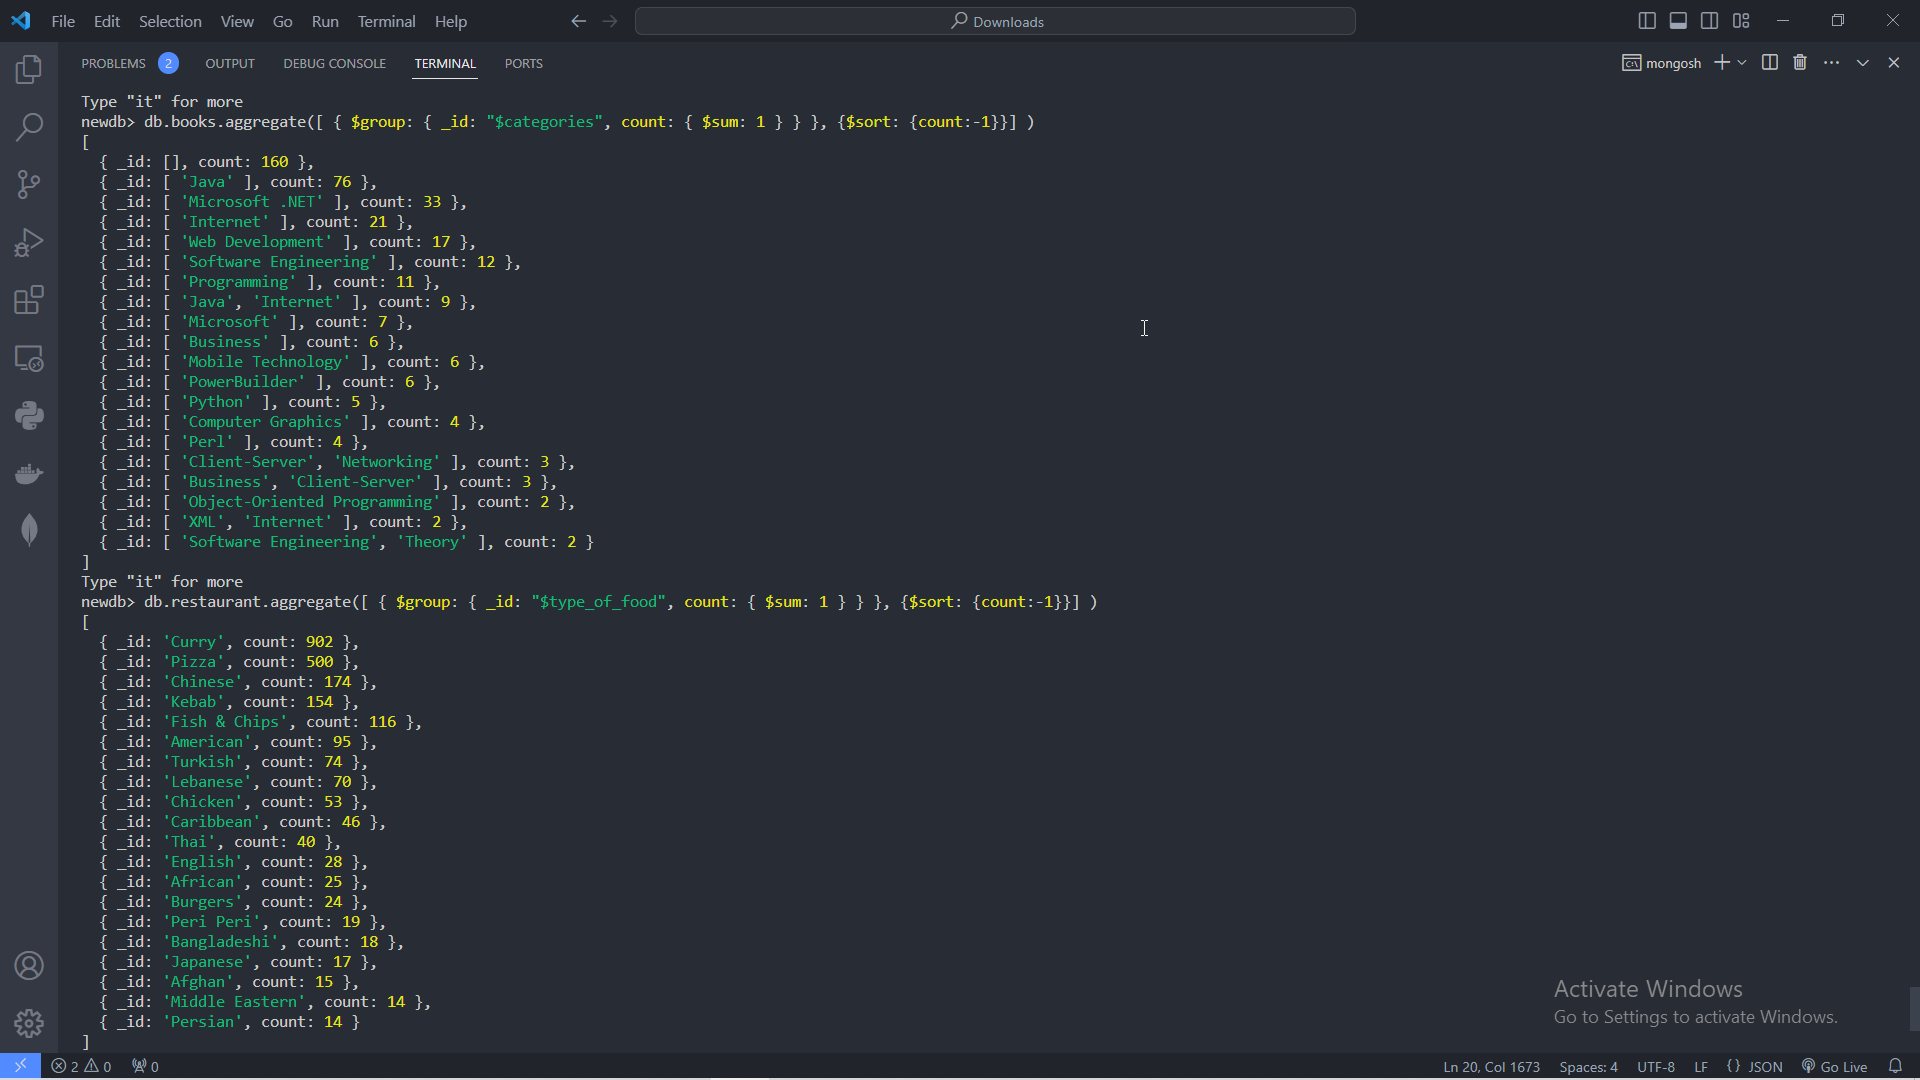 File Edit Selection View Go Run Terminal Help
Downloads
PROBLEMS 2 OUTPUT DEBUG CONSOLE TERMINAL PORTS
mongosh
Type "it" for more
newdb> db.books.aggregate([ { $group: { _id: "$categories", count: { $sum: 1 } } }, {$sort: {count:-1}}] )
[
{ _id: [], count: 160 },
{ _id: [ 'Java' ], count: 76 },
{ _id: [ 'Microsoft .NET' ], count: 33 },
{ _id: [ 'Internet' ], count: 21 },
{ _id: [ 'Web Development' ], count: 17 },
{ _id: [ 'Software Engineering' ], count: 12 },
{ _id: [ 'Programming' ], count: 11 },
{ _id: [ 'Java', 'Internet' ], count: 9 },
{ _id: [ 'Microsoft' ], count: 7 },
{ _id: [ 'Business' ], count: 6 },
{ _id: [ 'Mobile Technology' ], count: 6 },
{ _id: [ 'PowerBuilder' ], count: 6 },
{ _id: [ 'Python' ], count: 5 },
{ _id: [ 'Computer Graphics' ], count: 4 },
{ _id: [ 'Perl' ], count: 4 },
{ _id: [ 'Client-Server', 'Networking' ], count: 3 },
{ _id: [ 'Business', 'Client-Server' ], count: 3 },
{ _id: [ 'Object-Oriented Programming' ], count: 2 },
{ _id: [ 'XML', 'Internet' ], count: 2 },
{ _id: [ 'Software Engineering', 'Theory' ], count: 2 }
]
Type "it" for more
newdb> db.restaurant.aggregate([ { $group: { _id: "$type_of_food", count: { $sum: 1 } } }, {$sort: {count:-1}}] )
[
{ _id: 'Curry', count: 902 },
{ _id: 'Pizza', count: 500 },
{ _id: 'Chinese', count: 174 },
{ _id: 'Kebab', count: 154 },
{ _id: 'Fish & Chips', count: 116 },
{ _id: 'American', count: 95 },
{ _id: 'Turkish', count: 74 },
{ _id: 'Lebanese', count: 70 },
{ _id: 'Chicken', count: 53 },
{ _id: 'Caribbean', count: 46 },
{ _id: 'Thai', count: 40 },
{ _id: 'English', count: 28 },
{ _id: 'African', count: 25 },
{ _id: 'Burgers', count: 24 },
{ _id: 'Peri Peri', count: 19 },
{ _id: 'Bangladeshi', count: 18 },
{ _id: 'Japanese', count: 17 },
{ _id: 'Afghan', count: 15 },
{ _id: 'Middle Eastern', count: 14 },
{ _id: 'Persian', count: 14 }
]
Activate Windows
Go to Settings to activate Windows.
2 0 0 Ln 20, Col 1673 Spaces: 4 UTF-8 LF {} JSON Go Live